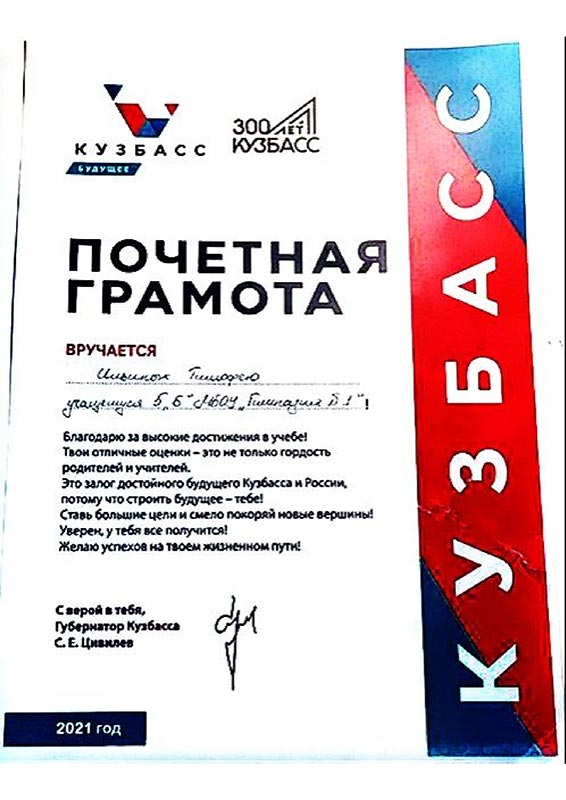 КУЗБАСС
БУДУЩЕЕ
300 ЛЕТ
КУЗБАСС
ПОЧЕТНАЯ
ГРАМОТА
ВРУЧАЕТСЯ
Тимофею
учащемуся 5 „Б" МБОУ „Гимназия №1"!
Благодарю за высокие достижения в учебе!
Твои отличные оценки – это не только гордость
родителей и учителей.
Это залог достойного будущего Кузбасса и России,
потому что строить будущее – тебе!
Ставь большие цели и смело покоряй новые вершины!
Уверен, у тебя все получится!
Желаю успехов на твоем жизненном пути!
С верой в тебя,
Губернатор Кузбасса
С. Е. Цивилев
2021 год
КУЗБАСС